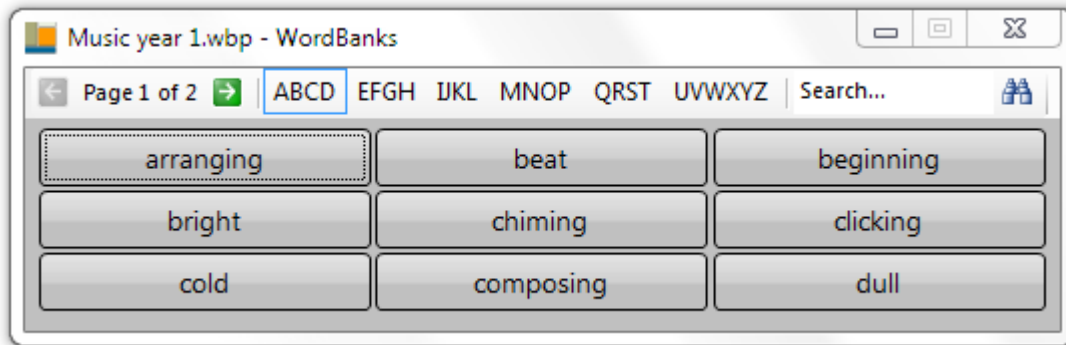 Music year 1.wbp - WordBanks
Page 1 of 2 ABCD EFGH IJKL MNOP QRST UVWXYZ Search...
arranging beat beginning
bright chiming clicking
cold composing dull